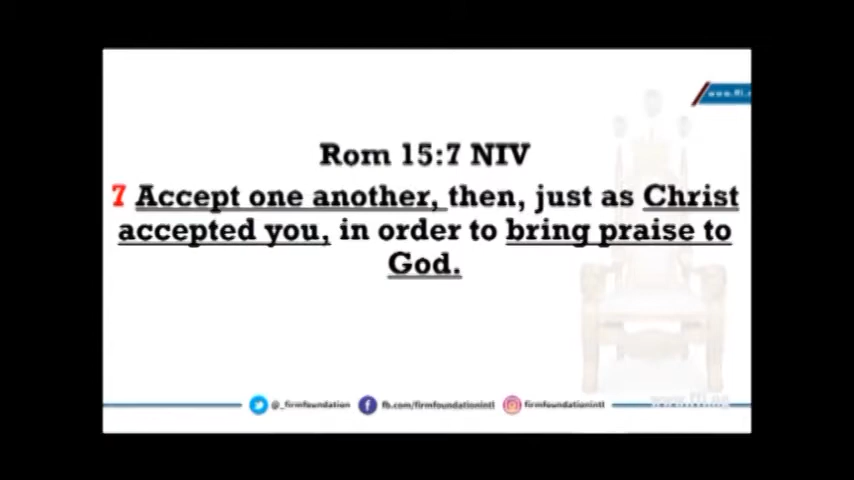 Rom 15:7 NIV
7 Accept one another, then, just as Christ
accepted you, in order to bring praise to
God.
@_firmfoundation fb.com/firmfoundationintl firmfoundationintl